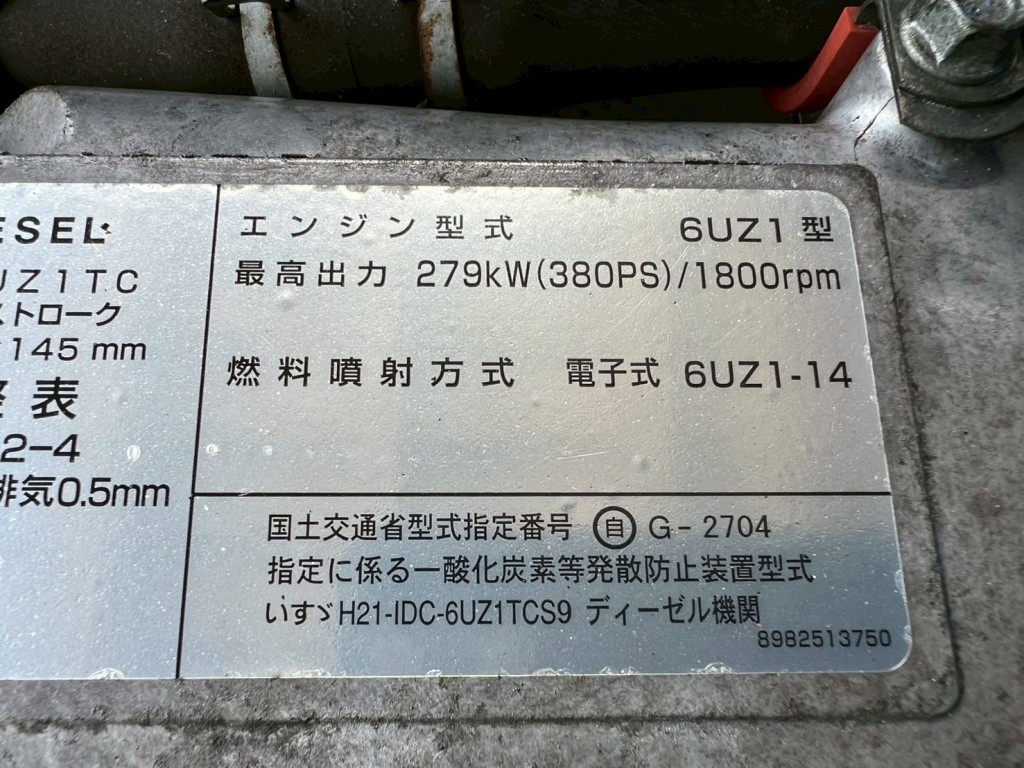 ESEL
UZ1TC
ストローク
145 mm
表
2-4
排気0.5mm
エンジン型式 6UZ1型
最高出力 279kW(380PS)/1800rpm
燃料噴射方式 電子式 6UZ1-14
国土交通省型式指定番号 自 G-2704
指定に係る一酸化炭素等発散防止装置型式
いすゞH21-IDC-6UZ1TCS9 ディーゼル機関
8982513750